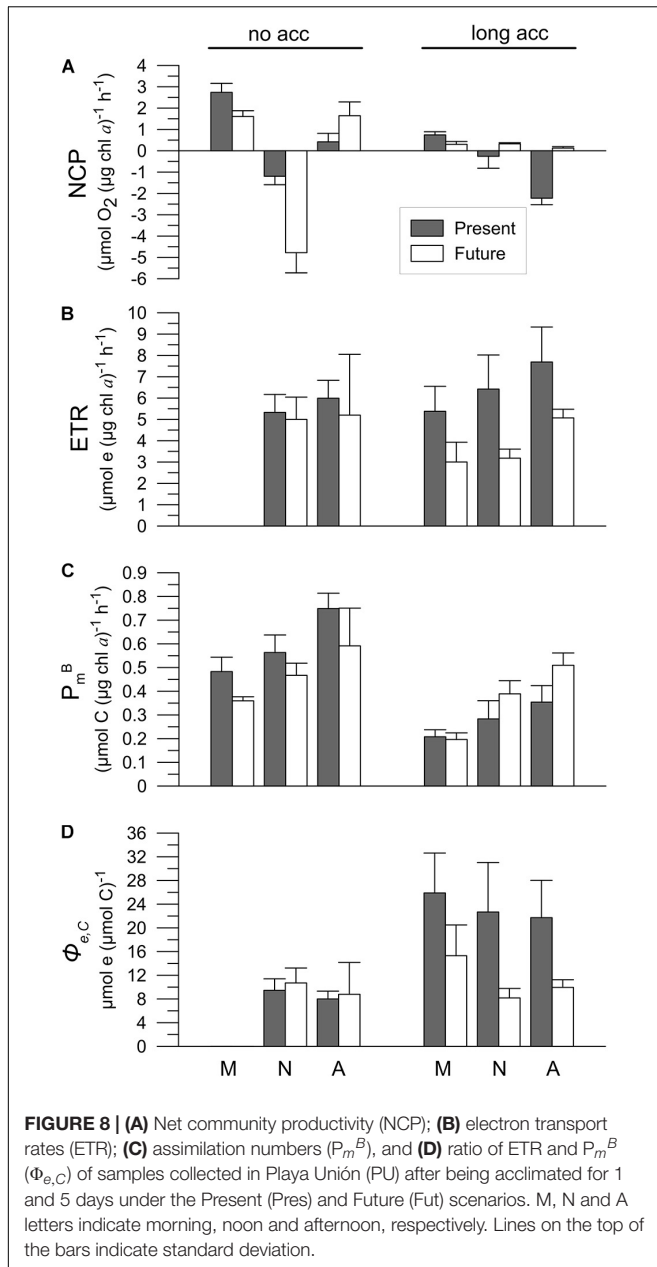 no acc
long acc
A
4
3
2
1
0
-1
-2
-3
-4
-5
-6
NCP
(µmol O2 (µg chl a)-1 h-1)
Present
Future
B
10
9
8
7
6
5
4
3
2
1
0
ETR
(µmol e (µg chl a)-1 h-1)
C
0.9
0.8
0.7
0.6
0.5
0.4
0.3
0.2
0.1
0
PmB
(µmol C (µg chl a)-1 h-1)
D
36
32
28
24
20
16
12
8
4
0
Φe,C
µmol e (µmol C)-1
M N A M N A
FIGURE 8 | (A) Net community productivity (NCP); (B) electron transport
rates (ETR); (C) assimilation numbers (PmB), and (D) ratio of ETR and PmB
(Φe,C) of samples collected in Playa Unión (PU) after being acclimated for 1
and 5 days under the Present (Pres) and Future (Fut) scenarios. M, N and A
letters indicate morning, noon and afternoon, respectively. Lines on the top of
the bars indicate standard deviation.